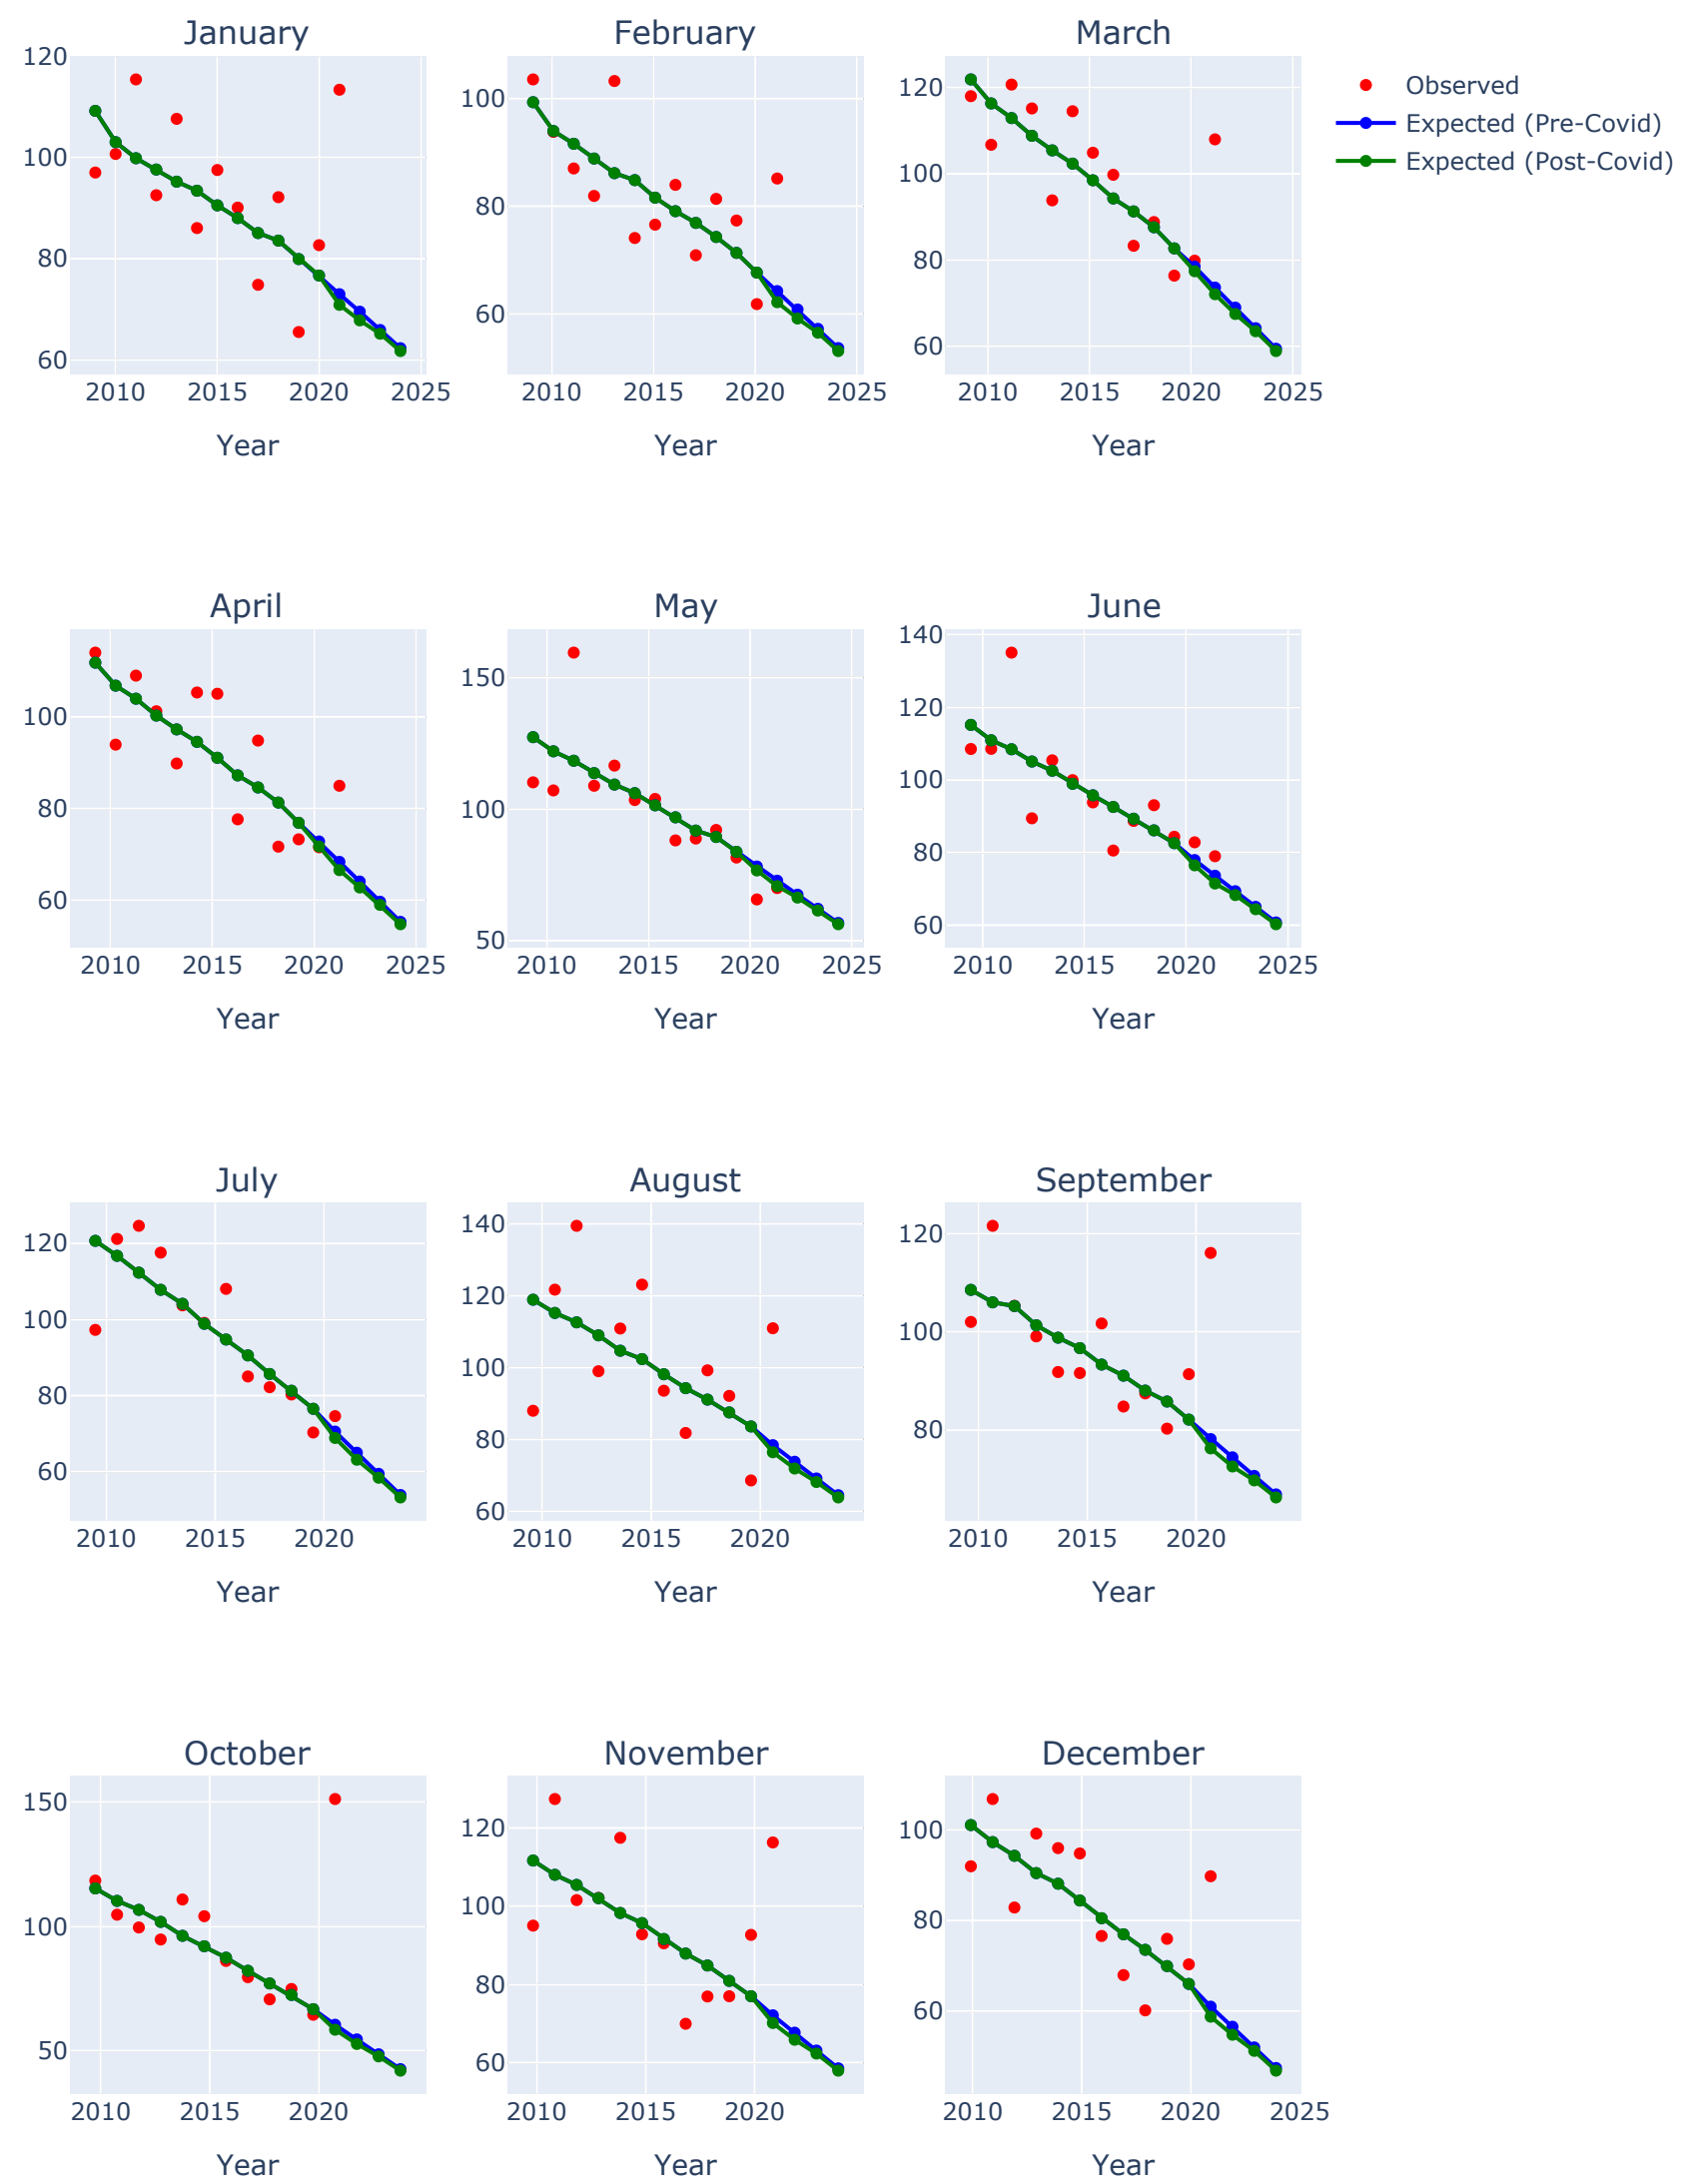 January February March
120
100
80
60
2010 2015 2020 2025
Year
100
80
60
2010 2015 2020 2025
Year
120
100
80
60
2010 2015 2020 2025
Year
Observed
Expected (Pre-Covid)
Expected (Post-Covid)
April May June
100
80
60
2010 2015 2020 2025
Year
150
100
50
2010 2015 2020 2025
Year
140
120
100
80
60
2010 2015 2020 2025
Year
July August September
120
100
80
60
2010 2015 2020
Year
140
120
100
80
60
2010 2015 2020
Year
120
100
80
2010 2015 2020
Year
October November December
150
100
50
2010 2015 2020
Year
120
100
80
60
2010 2015 2020
Year
100
80
60
2010 2015 2020 2025
Year